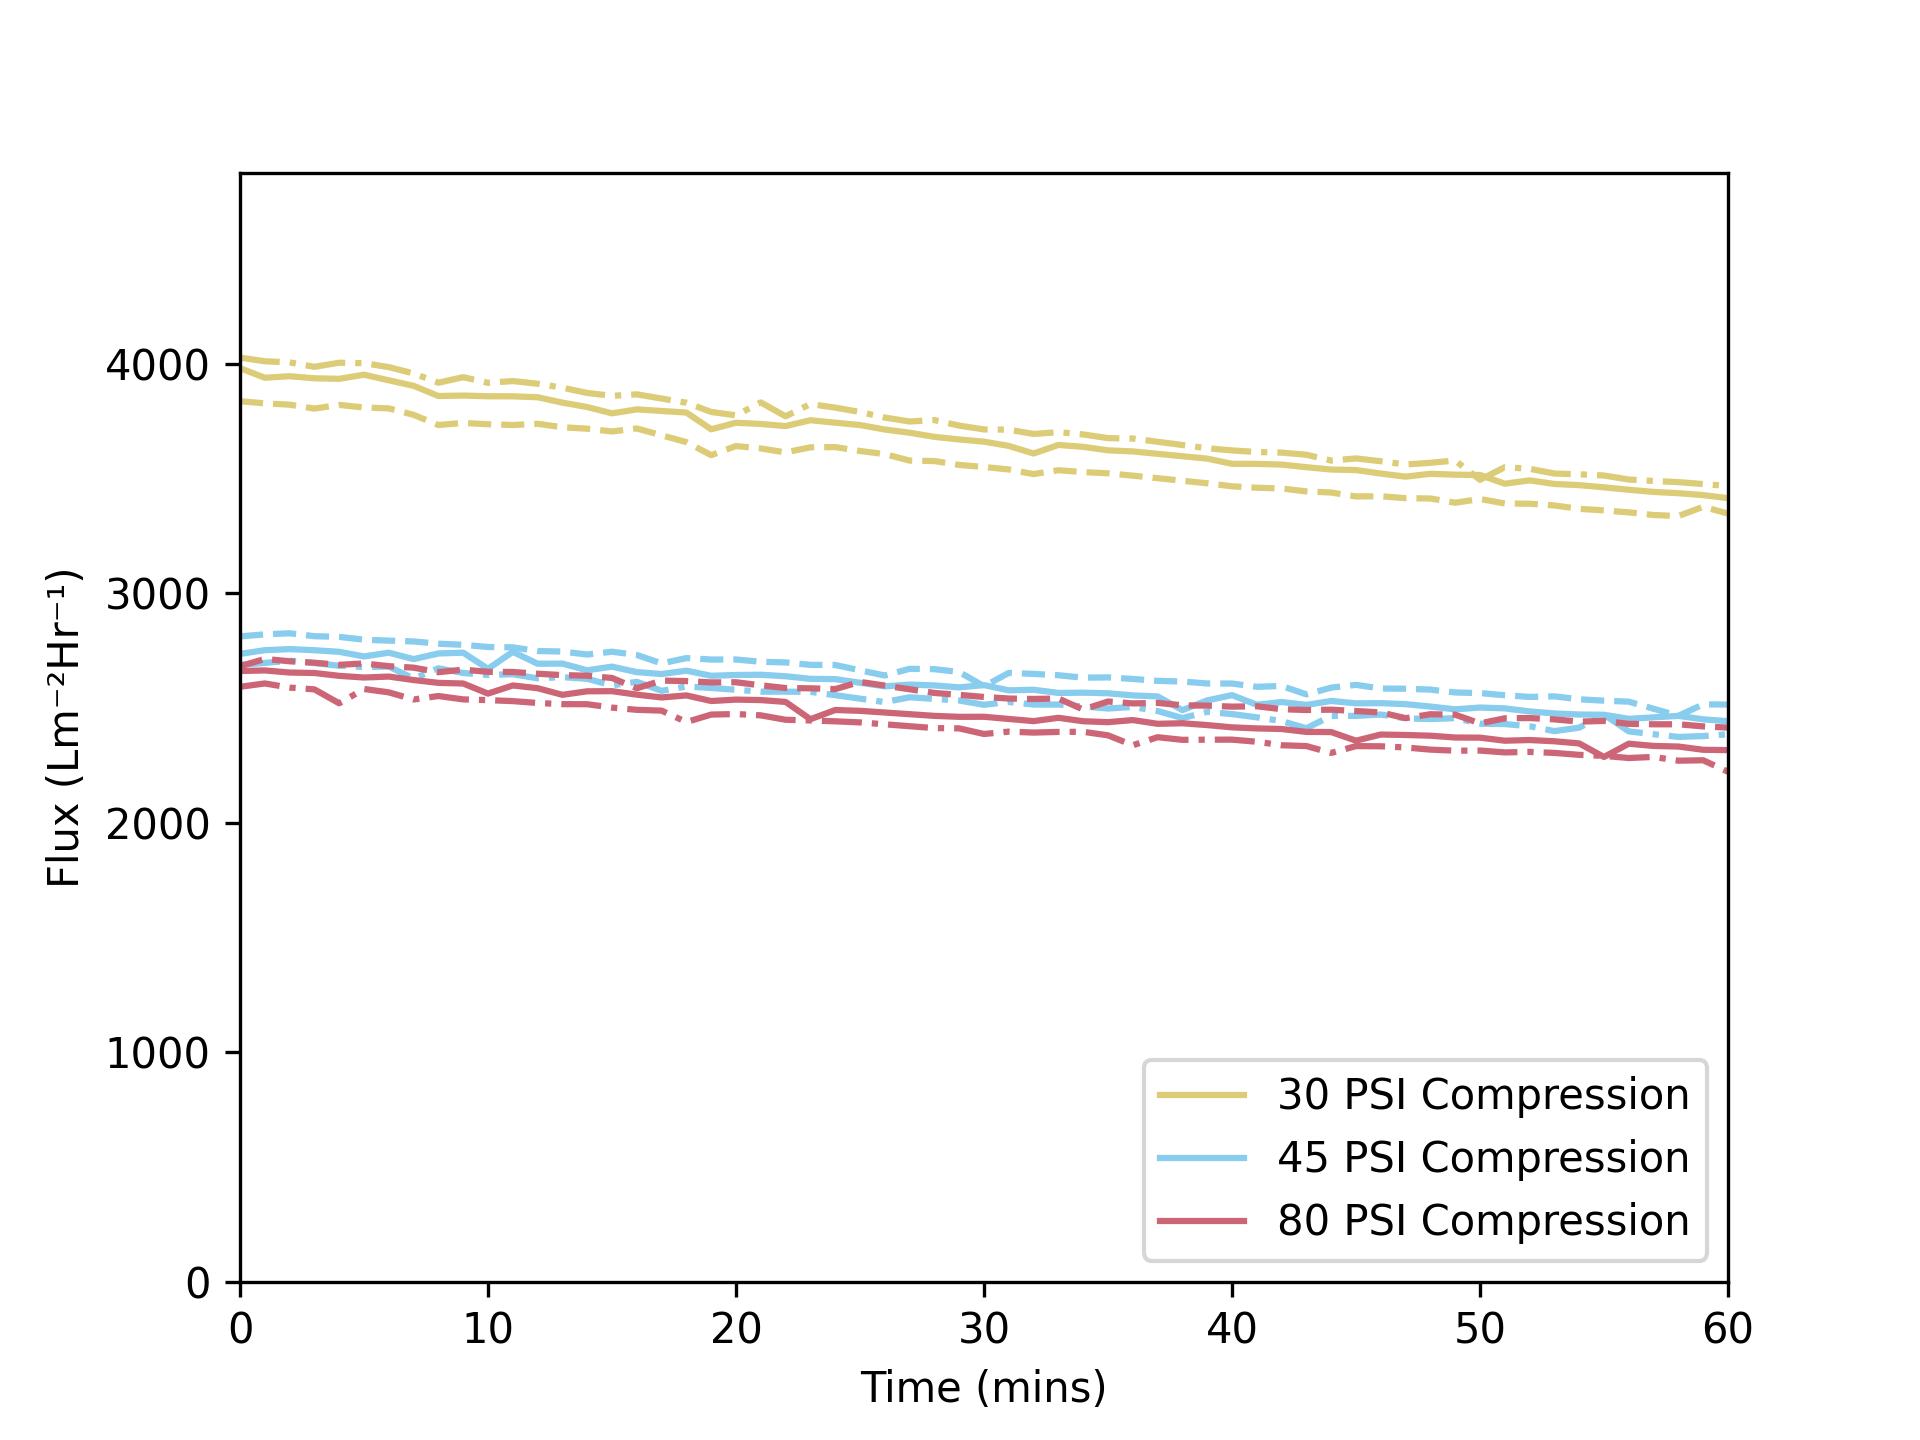 4000
3000
2000
1000
0
Flux (Lm⁻²Hr⁻¹)
0 10 20 30 40 50 60
Time (mins)
30 PSI Compression
45 PSI Compression
80 PSI Compression